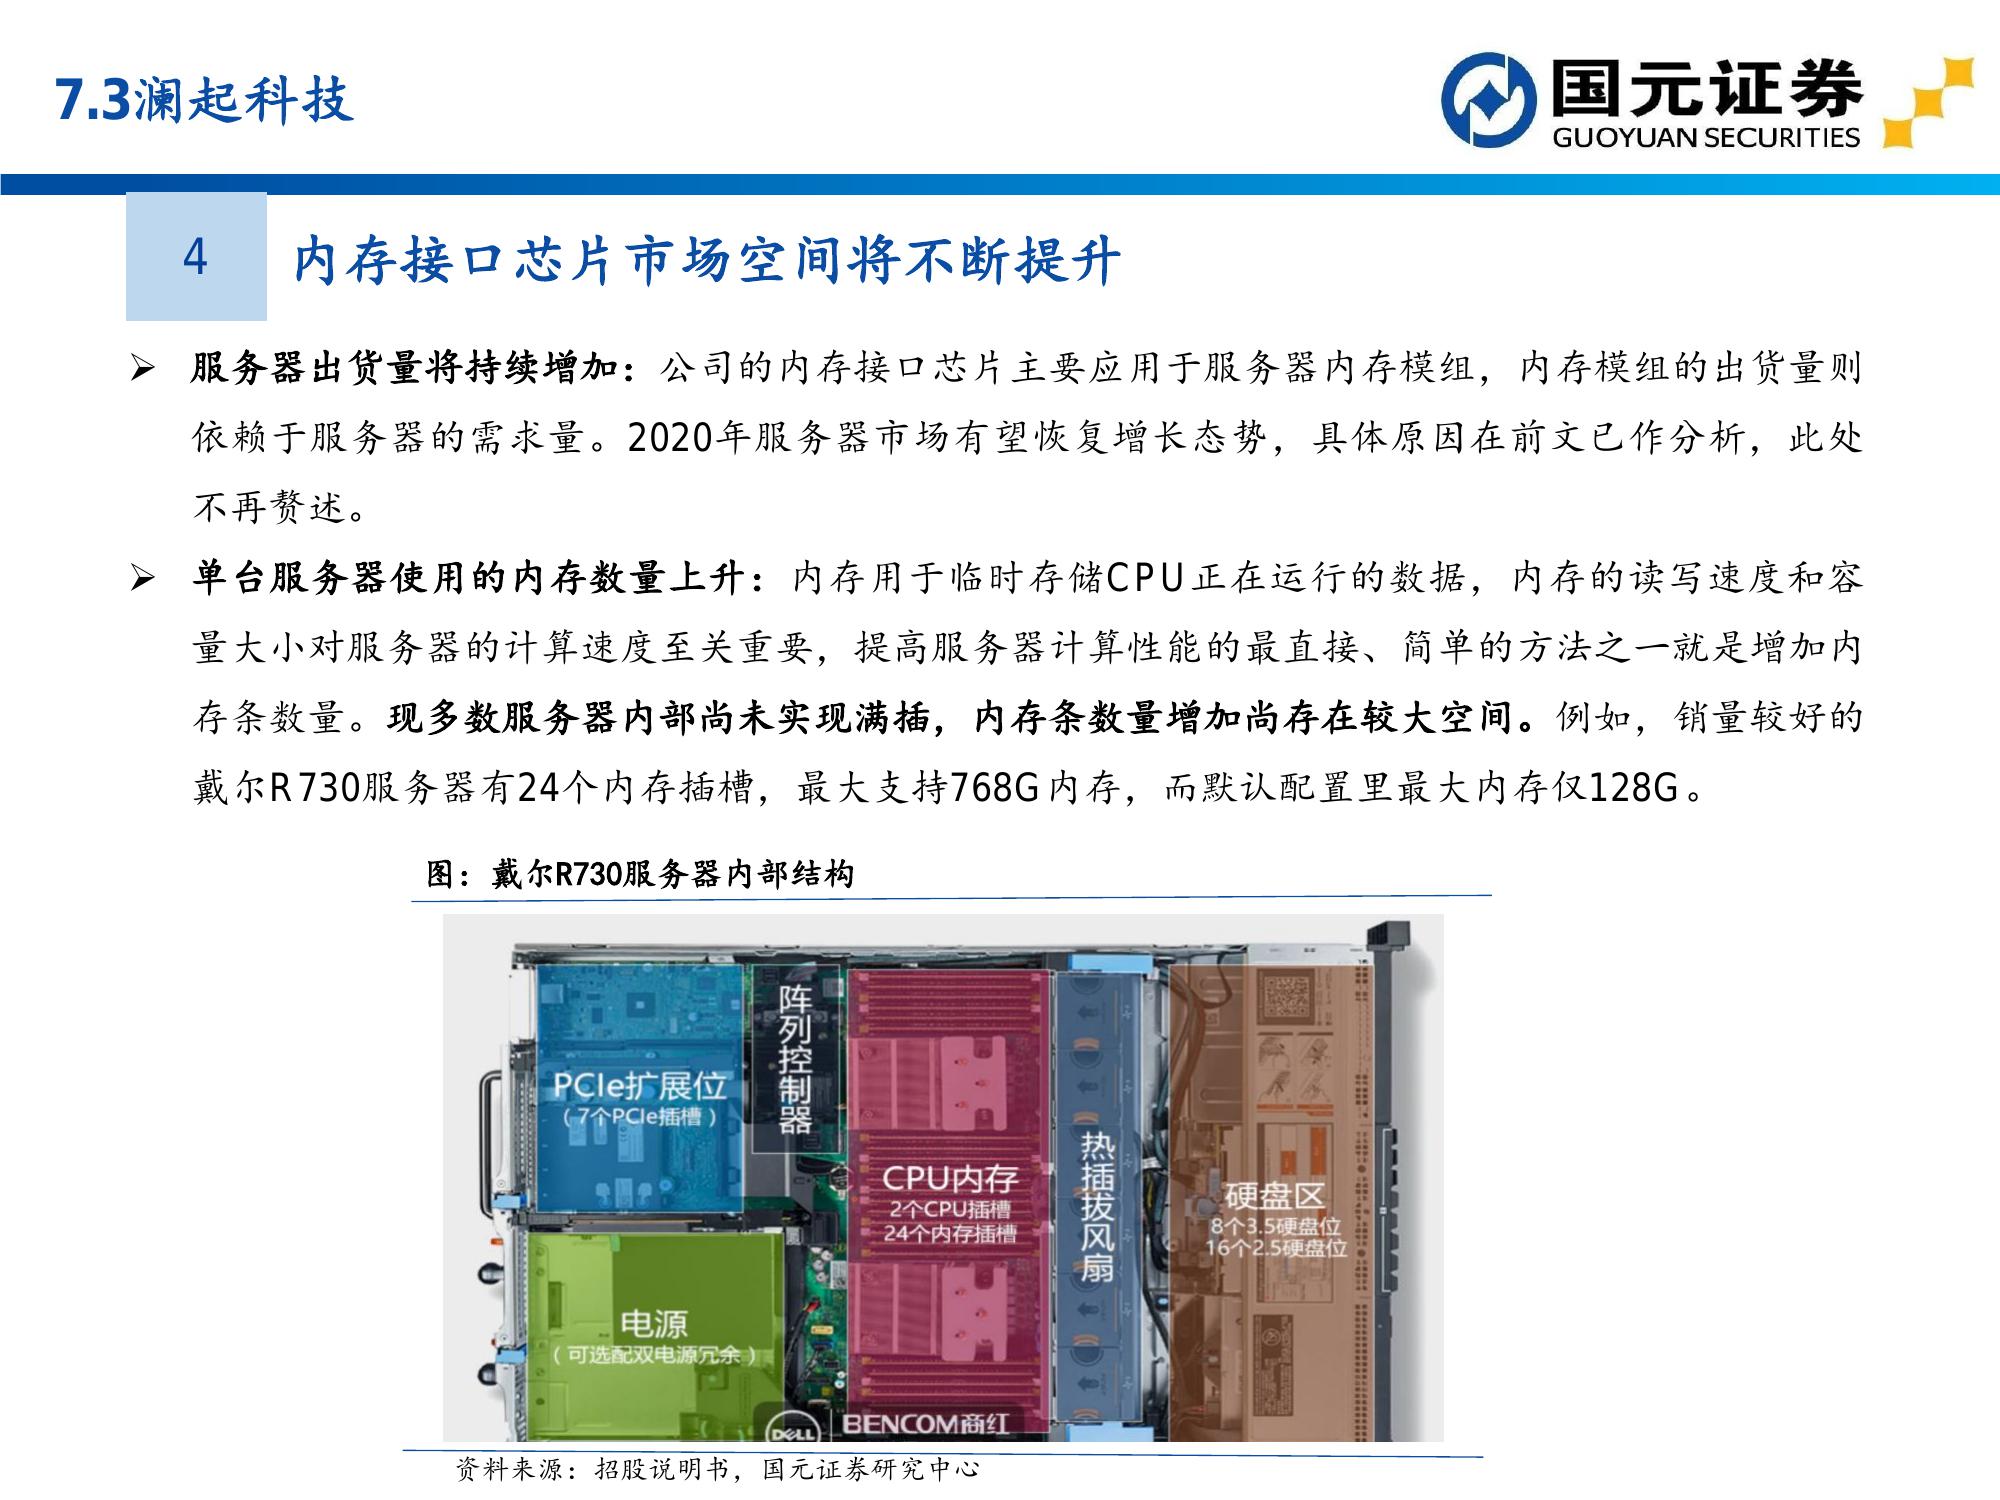 7.3澜起科技
国元证券
GUOYUAN SECURITIES
4
内存接口芯片市场空间将不断提升
➢ 服务器出货量将持续增加：公司的内存接口芯片主要应用于服务器内存模组，内存模组的出货量则
依赖于服务器的需求量。2020年服务器市场有望恢复增长态势，具体原因在前文已作分析，此处
不再赘述。
➢ 单台服务器使用的内存数量上升：内存用于临时存储CPU正在运行的数据，内存的读写速度和容
量大小对服务器的计算速度至关重要，提高服务器计算性能的最直接、简单的方法之一就是增加内
存条数量。现多数服务器内部尚未实现满插，内存条数量增加尚存在较大空间。例如，销量较好的
戴尔R730服务器有24个内存插槽，最大支持768G内存，而默认配置里最大内存仅128G。
图：戴尔R730服务器内部结构
PCIe扩展位
（7个PCIe插槽）
阵列控制器
CPU内存
2个CPU插槽
24个内存插槽
热插拔风扇
硬盘区
8个3.5硬盘位
16个2.5硬盘位
电源
（可选配双电源冗余）
DELL
BENCOM商红
资料来源：招股说明书，国元证券研究中心